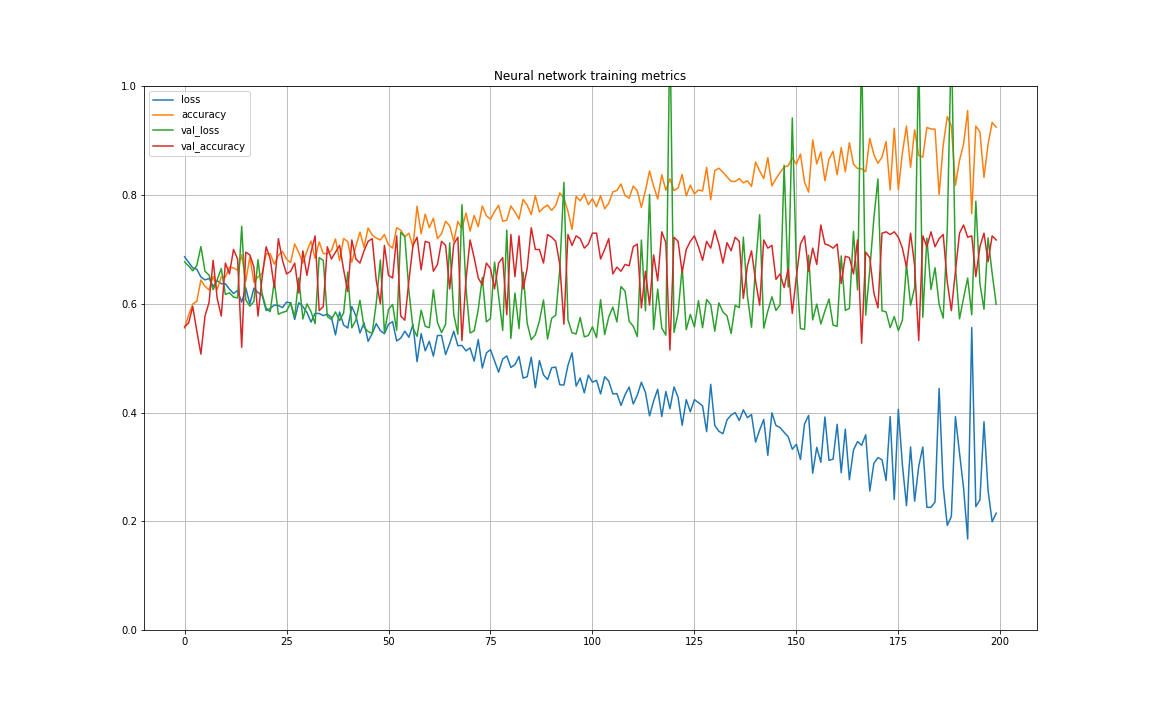 Neural network training metrics
1.0
loss
accuracy
val_loss
val_accuracy
0.8
0.6
0.4
0.2
0.0
0 25 50 75 100 125 150 175 200